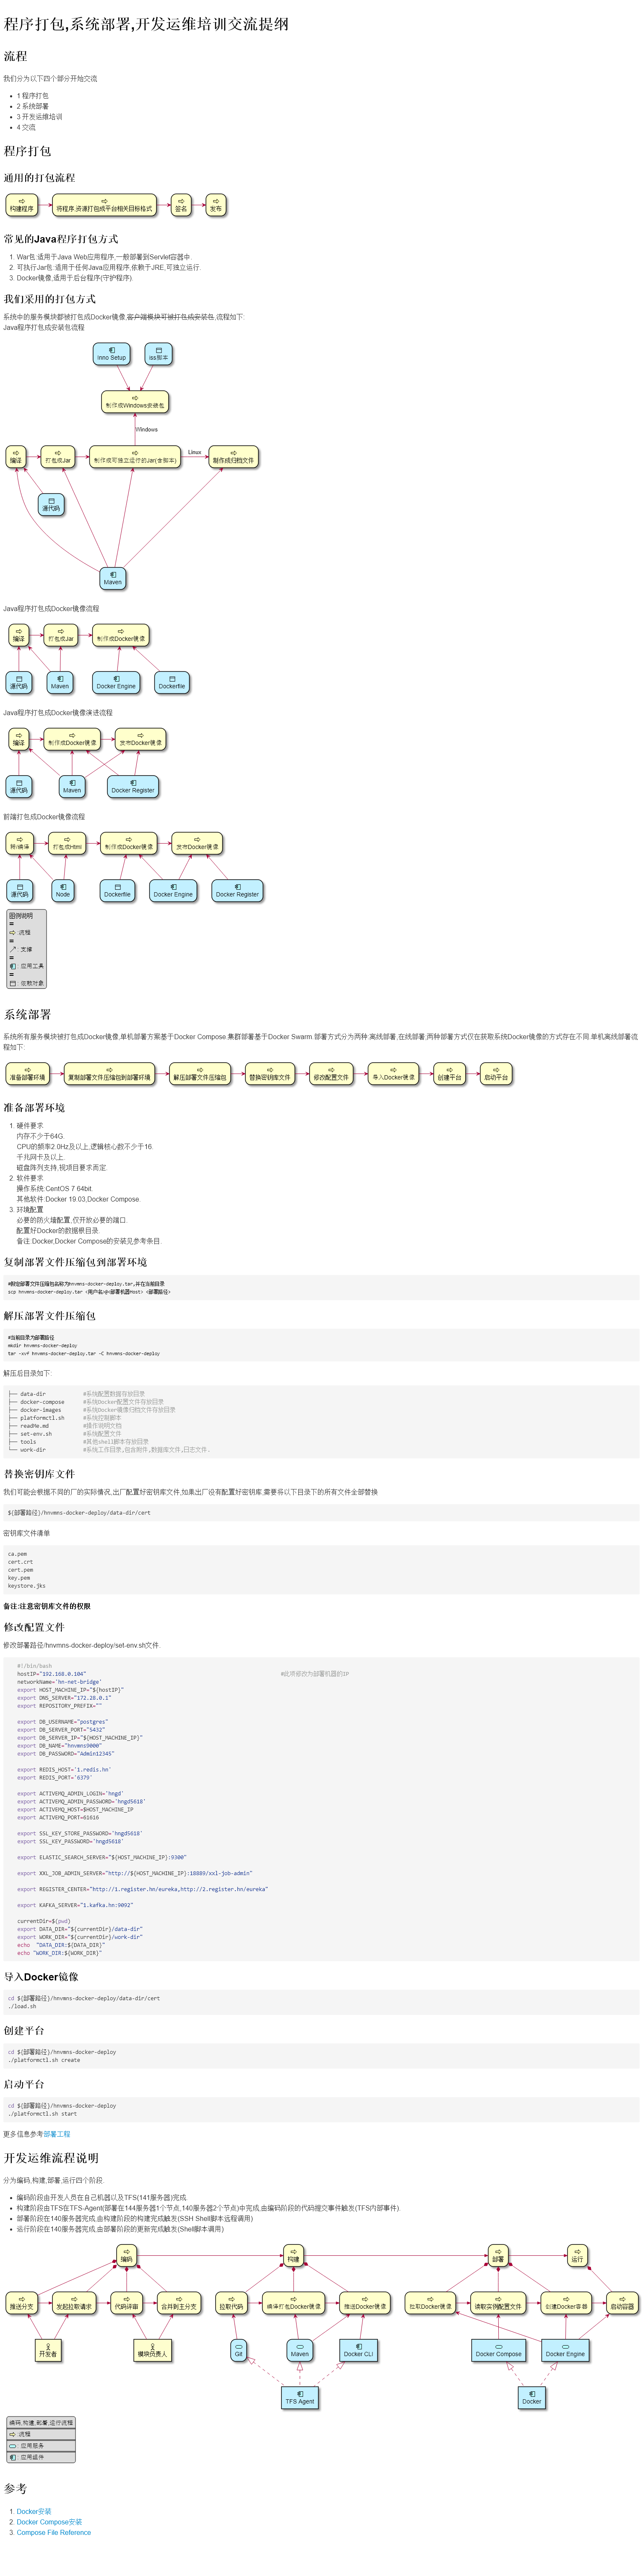 程序打包,系统部署,开发运维培训交流提纲
流程
我们分为以下四个部分开始交流
• 1 程序打包
• 2 系统部署
• 3 开发运维培训
• 4 交流
程序打包
通用的打包流程
构建程序
将程序,资源打包成平台相关目标格式
签名
发布
常见的Java程序打包方式
1. War包:适用于Java Web应用程序,一般部署到Servlet容器中.
2. 可执行Jar包:适用于任何Java应用程序,依赖于JRE,可独立运行.
3. Docker镜像,适用于后台程序(守护程序).
我们采用的打包方式
系统中的服务模块都被打包成Docker镜像,客户端模块可被打包成安装包,流程如下:
Java程序打包成安装包流程
Inno Setup
iss脚本
制作成Windows安装包
Windows
编译
打包成Jar
制作成可独立运行的Jar(含脚本)
Linux
制作成归档文件
源代码
Maven
Java程序打包成Docker镜像流程
编译
打包成Jar
制作成Docker镜像
源代码
Maven
Docker Engine
Dockerfile
Java程序打包成Docker镜像演进流程
编译
制作成Docker镜像
发布Docker镜像
源代码
Maven
Docker Register
前端打包成Docker镜像流程
转/编译
打包成Html
制作成Docker镜像
发布Docker镜像
源代码
Node
Dockerfile
Docker Engine
Docker Register
图例说明
=
:流程
=
: 支撑
=
: 应用工具
=
: 依赖对象
系统部署
系统所有服务模块被打包成Docker镜像,单机部署方案基于Docker Compose.集群部署基于Docker Swarm.部署方式分为两种:离线部署,在线部署;两种部署方式仅在获取系统Docker镜像的方式存在不同.单机离线部署流
程如下:
准备部署环境
复制部署文件压缩包到部署环境
解压部署文件压缩包
替换密钥库文件
修改配置文件
导入Docker镜像
创建平台
启动平台
准备部署环境
1. 硬件要求:
内存不少于64G.
CPU的频率2.0Hz及以上,逻辑核心数不少于16.
千兆网卡及以上.
磁盘阵列支持,视项目要求而定.
2. 软件要求:
操作系统:CentOS 7 64bit.
其他软件:Docker 19.03,Docker Compose.
3. 环境配置:
必要的防火墙配置,仅开放必要的端口.
配置好Docker的数据根目录.
备注:Docker,Docker Compose的安装见参考条目.
复制部署文件压缩包到部署环境
#假定部署文件压缩包名称为hnvmns-docker-deploy.tar,并在当前目录
scp hnvmns-docker-deploy.tar <用户名>@<部署机器Host> <部署路径>
解压部署文件压缩包
#当前目录为部署路径
mkdir hnvmns-docker-deploy
tar -xvf hnvmns-docker-deploy.tar -C hnvmns-docker-deploy
解压后目录如下:
├── data-dir #系统配置数据存放目录
├── docker-compose #系统Docker配置文件存放目录
├── docker-images #系统Docker镜像归档文件存放目录
├── platformctl.sh #系统控制脚本
├── readMe.md #操作说明文档
├── set-env.sh #系统配置文件
├── tools #其他shell脚本存放目录
└── work-dir #系统工作目录,包含附件,数据库文件,日志文件.
替换密钥库文件
我们可能会根据不同的厂的实际情况,出厂配置好密钥库文件,如果出厂没有配置好密钥库,需要将以下目录下的所有文件全部替换
${部署路径}/hnvmns-docker-deploy/data-dir/cert
密钥库文件清单
ca.pem
cert.crt
cert.pem
key.pem
keystore.jks
备注:注意密钥库文件的权限
修改配置文件
修改部署路径/hnvmns-docker-deploy/set-env.sh文件.
#!/bin/bash
hostIP="192.168.0.104" #此项修改为部署机器的IP
networkName='hn-net-bridge'
export HOST_MACHINE_IP="${hostIP}"
export DNS_SERVER="172.28.0.1"
export REPOSITORY_PREFIX=""
export DB_USERNAME="postgres"
export DB_SERVER_PORT="5432"
export DB_SERVER_IP="${HOST_MACHINE_IP}"
export DB_NAME="hnvmns9000"
export DB_PASSWORD="Admin12345"
export REDIS_HOST='1.redis.hn'
export REDIS_PORT='6379'
export ACTIVEMQ_ADMIN_LOGIN='hngd'
export ACTIVEMQ_ADMIN_PASSWORD='hngd5618'
export ACTIVEMQ_HOST=$HOST_MACHINE_IP
export ACTIVEMQ_PORT=61616
export SSL_KEY_STORE_PASSWORD='hngd5618'
export SSL_KEY_PASSWORD='hngd5618'
export ELASTIC_SEARCH_SERVER="${HOST_MACHINE_IP}:9300"
export XXL_JOB_ADMIN_SERVER="http://${HOST_MACHINE_IP}:18889/xxl-job-admin"
export REGISTER_CENTER="http://1.register.hn/eureka,http://2.register.hn/eureka"
export KAFKA_SERVER="1.kafka.hn:9092"
currentDir=$(pwd)
export DATA_DIR="${currentDir}/data-dir"
export WORK_DIR="${currentDir}/work-dir"
echo "DATA_DIR:${DATA_DIR}"
echo "WORK_DIR:${WORK_DIR}"
导入Docker镜像
cd ${部署路径}/hnvmns-docker-deploy/data-dir/cert
./load.sh
创建平台
cd ${部署路径}/hnvmns-docker-deploy
./platformctl.sh create
启动平台
cd ${部署路径}/hnvmns-docker-deploy
./platformctl.sh start
更多信息参考部署工程
开发运维流程说明
分为编码,构建,部署,运行四个阶段.
• 编码阶段由开发人员在自己机器以及TFS(141服务器)完成.
• 构建阶段由TFS在TFS-Agent(部署在144服务器1个节点,140服务器2个节点)中完成,由编码阶段的代码提交事件触发(TFS内部事件).
• 部署阶段在140服务器完成,由构建阶段的构建完成触发(SSH Shell脚本远程调用)
• 运行阶段在140服务器完成,由部署阶段的更新完成触发(Shell脚本调用)
编码
构建
部署
运行
推送分支
发起拉取请求
代码评审
合并到主分支
拉取代码
编译打包Docker镜像
推送Docker镜像
拉取Docker镜像
读取实例配置文件
创建Docker容器
启动容器
开发者
模块负责人
Git
Maven
Docker CLI
Docker Compose
Docker Engine
TFS Agent
Docker
编码,构建,部署,运行流程
:流程
: 应用服务
: 应用组件
参考
1. Docker安装
2. Docker Compose安装
3. Compose File Reference